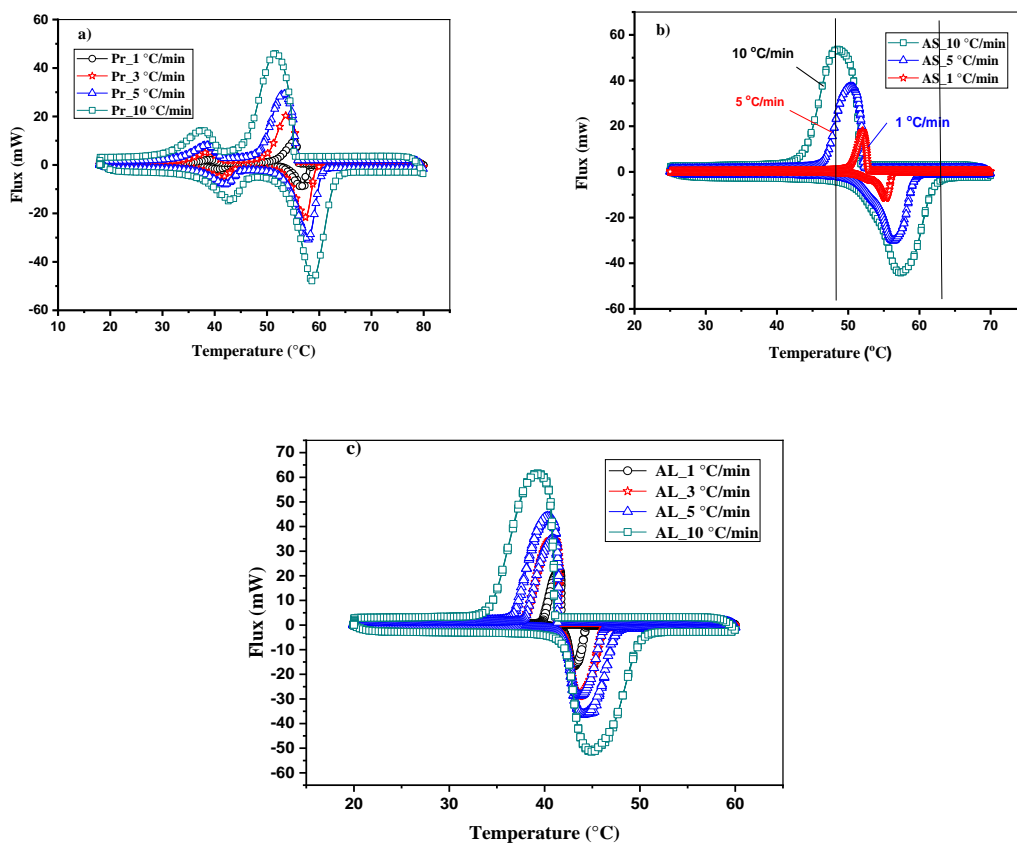 a)
Pr_1 °C/min
Pr_3 °C/min
Pr_5 °C/min
Pr_10 °C/min
Flux (mW)
60
40
20
0
-20
-40
-60
10 20 30 40 50 60 70 80
Temperature (°C)
b)
AS_10 °C/min
AS_5 °C/min
AS_1 °C/min
10 °C/min
5 °C/min
1 °C/min
Flux (mw)
60
40
20
0
-20
-40
-60
20 30 40 50 60 70
Temperature (°C)
c)
AL_1 °C/min
AL_3 °C/min
AL_5 °C/min
AL_10 °C/min
Flux (mW)
70
60
50
40
30
20
10
0
-10
-20
-30
-40
-50
-60
20 30 40 50 60
Temperature (°C)